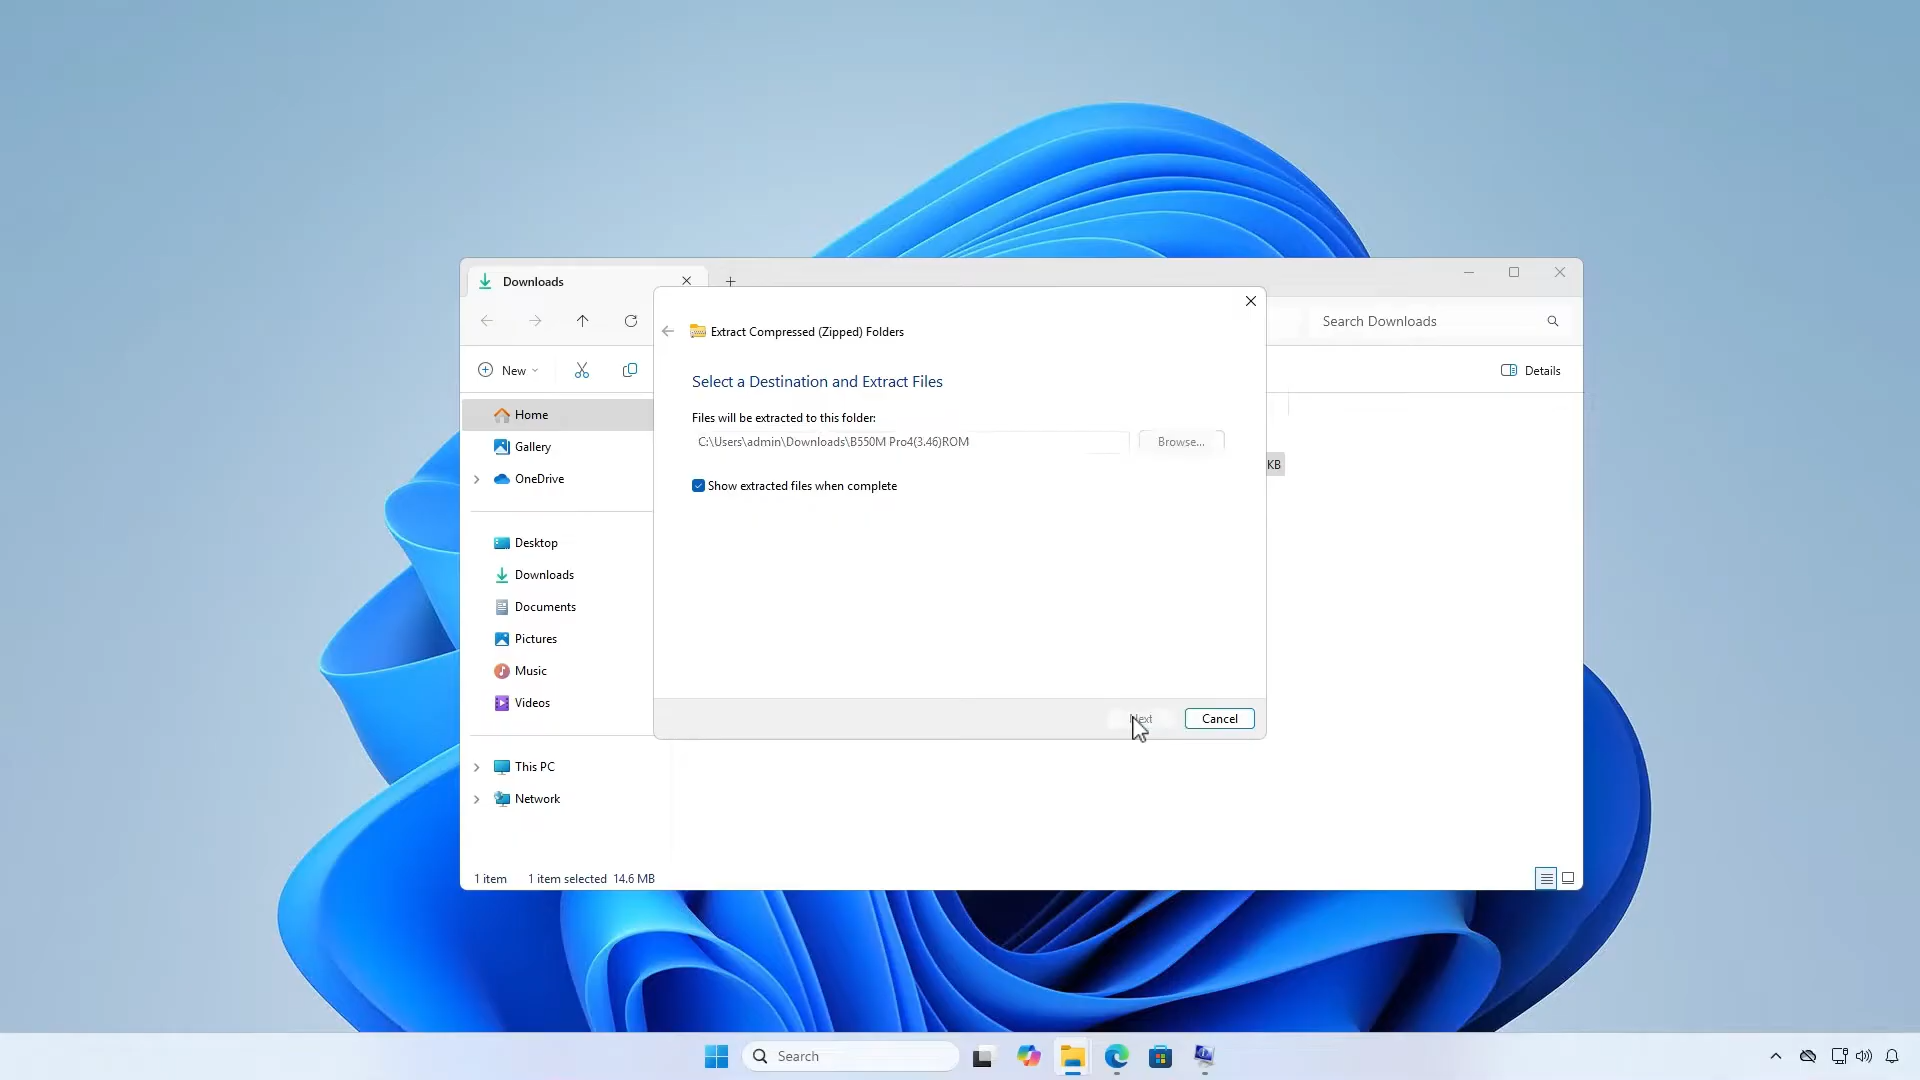 Downloads
Search Downloads
New
Details
Extract Compressed (Zipped) Folders
Select a Destination and Extract Files
Files will be extracted to this folder:
C:\Users\admin\Downloads\B550M Pro4(3.46)ROM
Browse...
KB
Show extracted files when complete
Next
Cancel
Home
Gallery
OneDrive
Desktop
Downloads
Documents
Pictures
Music
Videos
This PC
Network
1 item
1 item selected 14.6 MB
Search